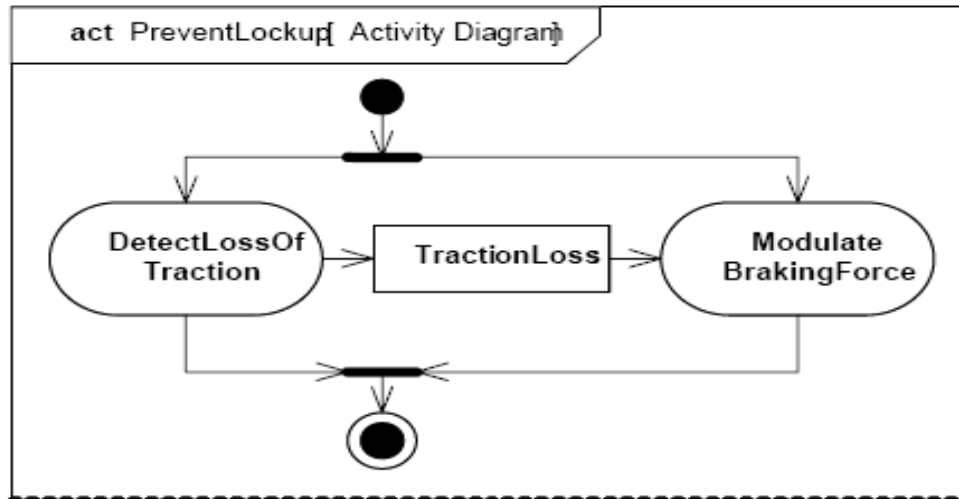 act PreventLockup[ Activity Diagram]
DetectLossOf
Traction
TractionLoss
Modulate
BrakingForce